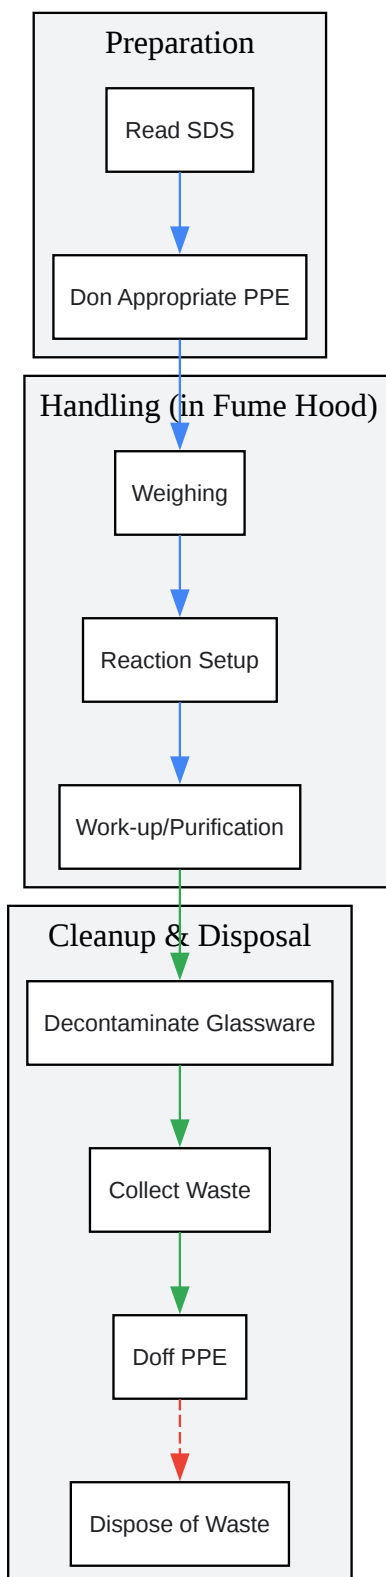 Preparation
Read SDS
Don Appropriate PPE
Handling (in Fume Hood)
Weighing
Reaction Setup
Work-up/Purification
Cleanup & Disposal
Decontaminate Glassware
Collect Waste
Doff PPE
Dispose of Waste